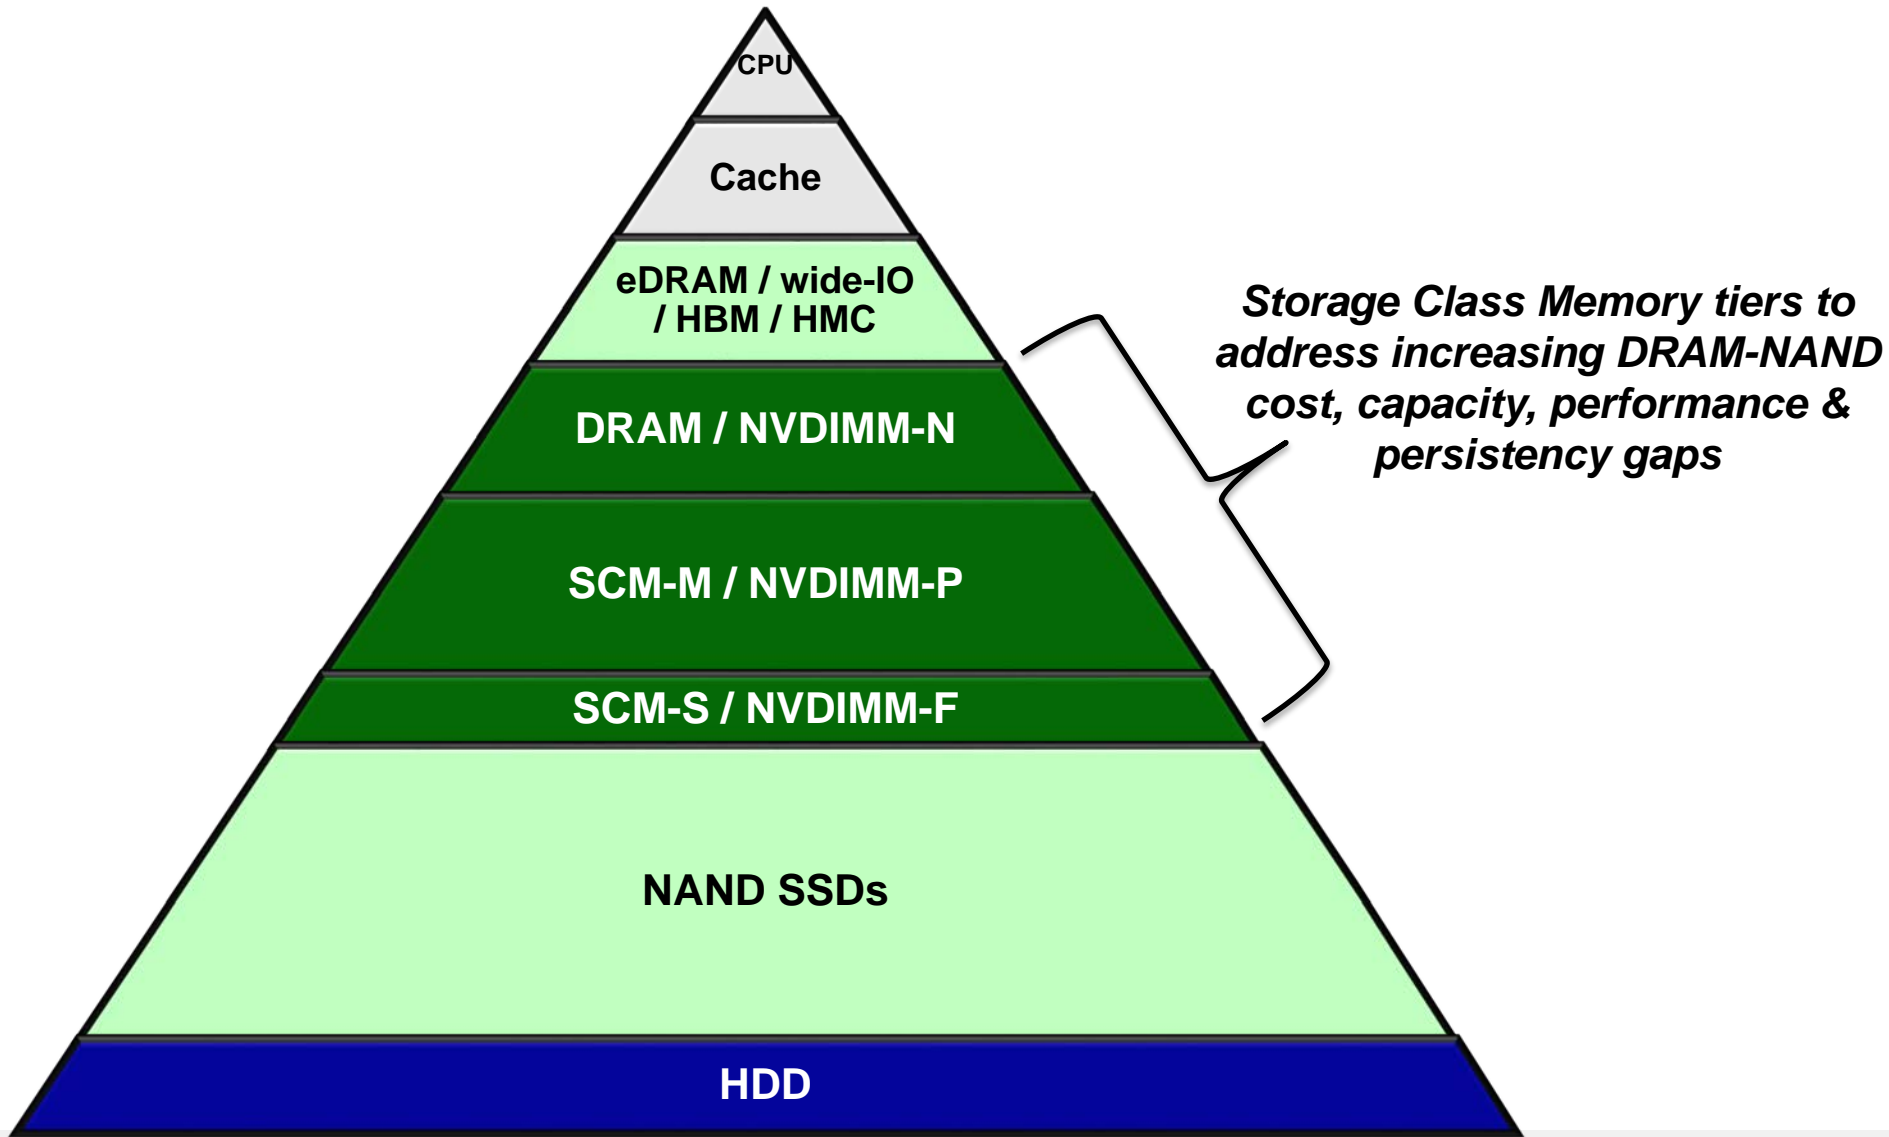 CPU
Cache
eDRAM / wide-IO
/ HBM / HMC
DRAM / NVDIMM-N
SCM-M / NVDIMM-P
SCM-S / NVDIMM-F
NAND SSDs
HDD
Storage Class Memory tiers to
address increasing DRAM-NAND
cost, capacity, performance &
persistency gaps